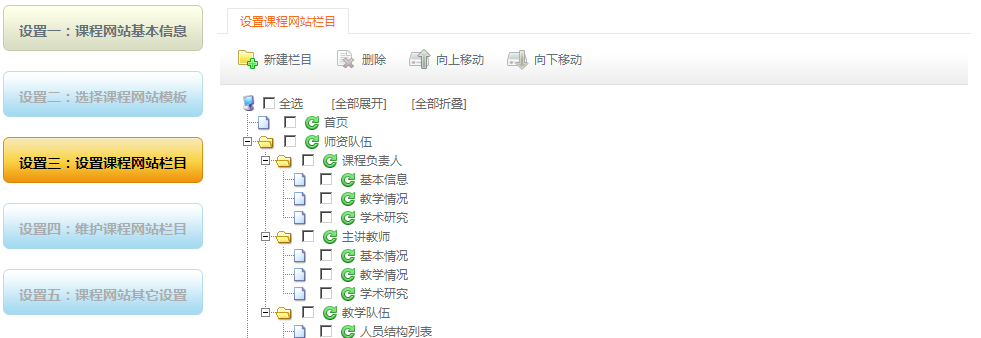 设置一：课程网站基本信息
设置二：选择课程网站模板
设置三：设置课程网站栏目
设置四：维护课程网站栏目
设置五：课程网站其它设置
设置课程网站栏目
新建栏目 删除 向上移动 向下移动
全选 [全部展开] [全部折叠]
首页
师资队伍
课程负责人
基本信息
教学情况
学术研究
主讲教师
基本情况
教学情况
学术研究
教学队伍
人员结构列表